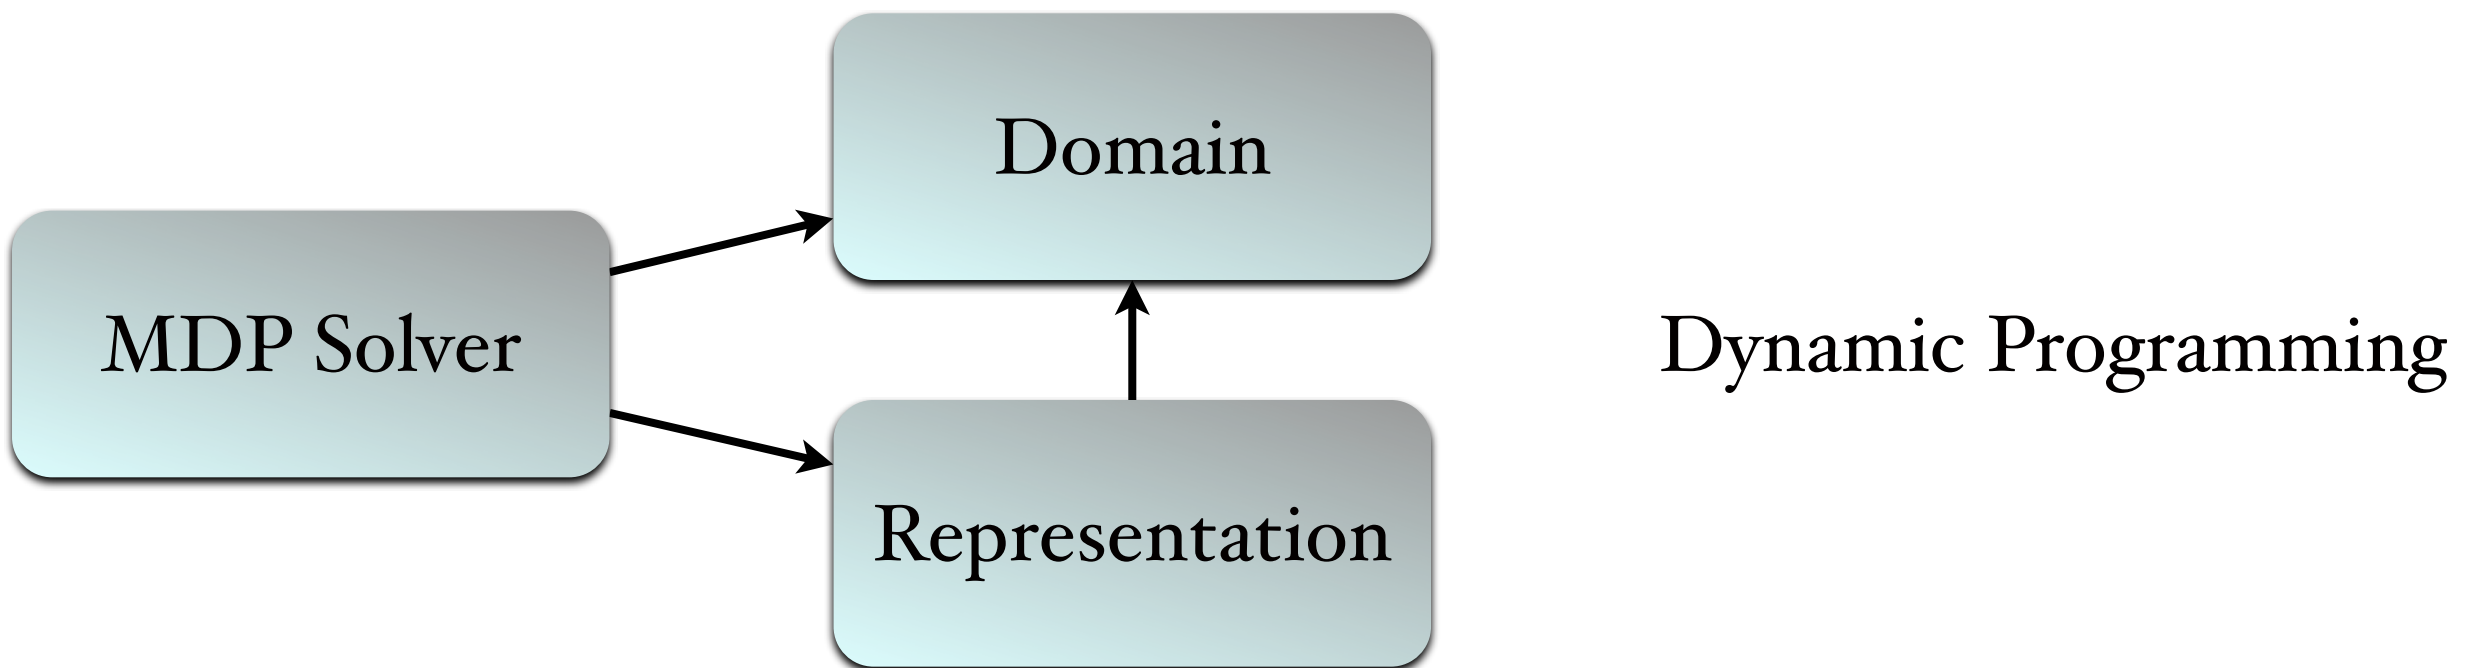 Domain
MDP Solver
Dynamic Programming
Representation